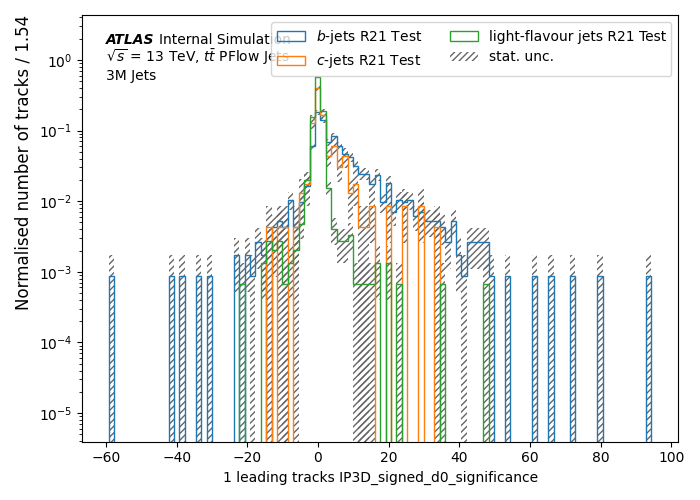 ATLAS Internal Simulation
√s = 13 TeV, tt̄ PFlow Jets
3M Jets
b-jets R21 Test
c-jets R21 Test
light-flavour jets R21 Test
stat. unc.
Normalised number of tracks / 1.54
10⁰
10⁻¹
10⁻²
10⁻³
10⁻⁴
10⁻⁵
−60 −40 −20 0 20 40 60 80 100
1 leading tracks IP3D_signed_d0_significance